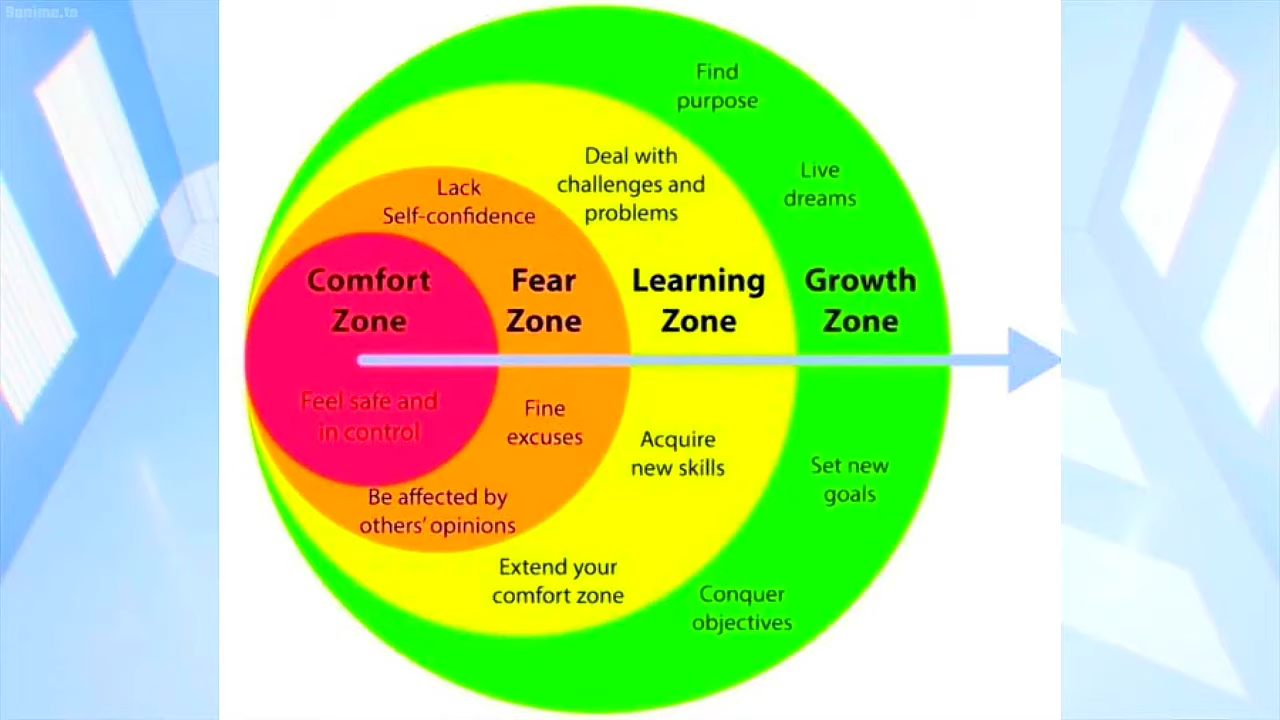 9anime.to
Find
purpose
Deal with
challenges and
problems
Live
dreams
Lack
Self-confidence
Comfort
Zone
Fear
Zone
Learning
Zone
Growth
Zone
Feel safe and
in control
Fine
excuses
Acquire
new skills
Set new
goals
Be affected by
others' opinions
Extend your
comfort zone
Conquer
objectives